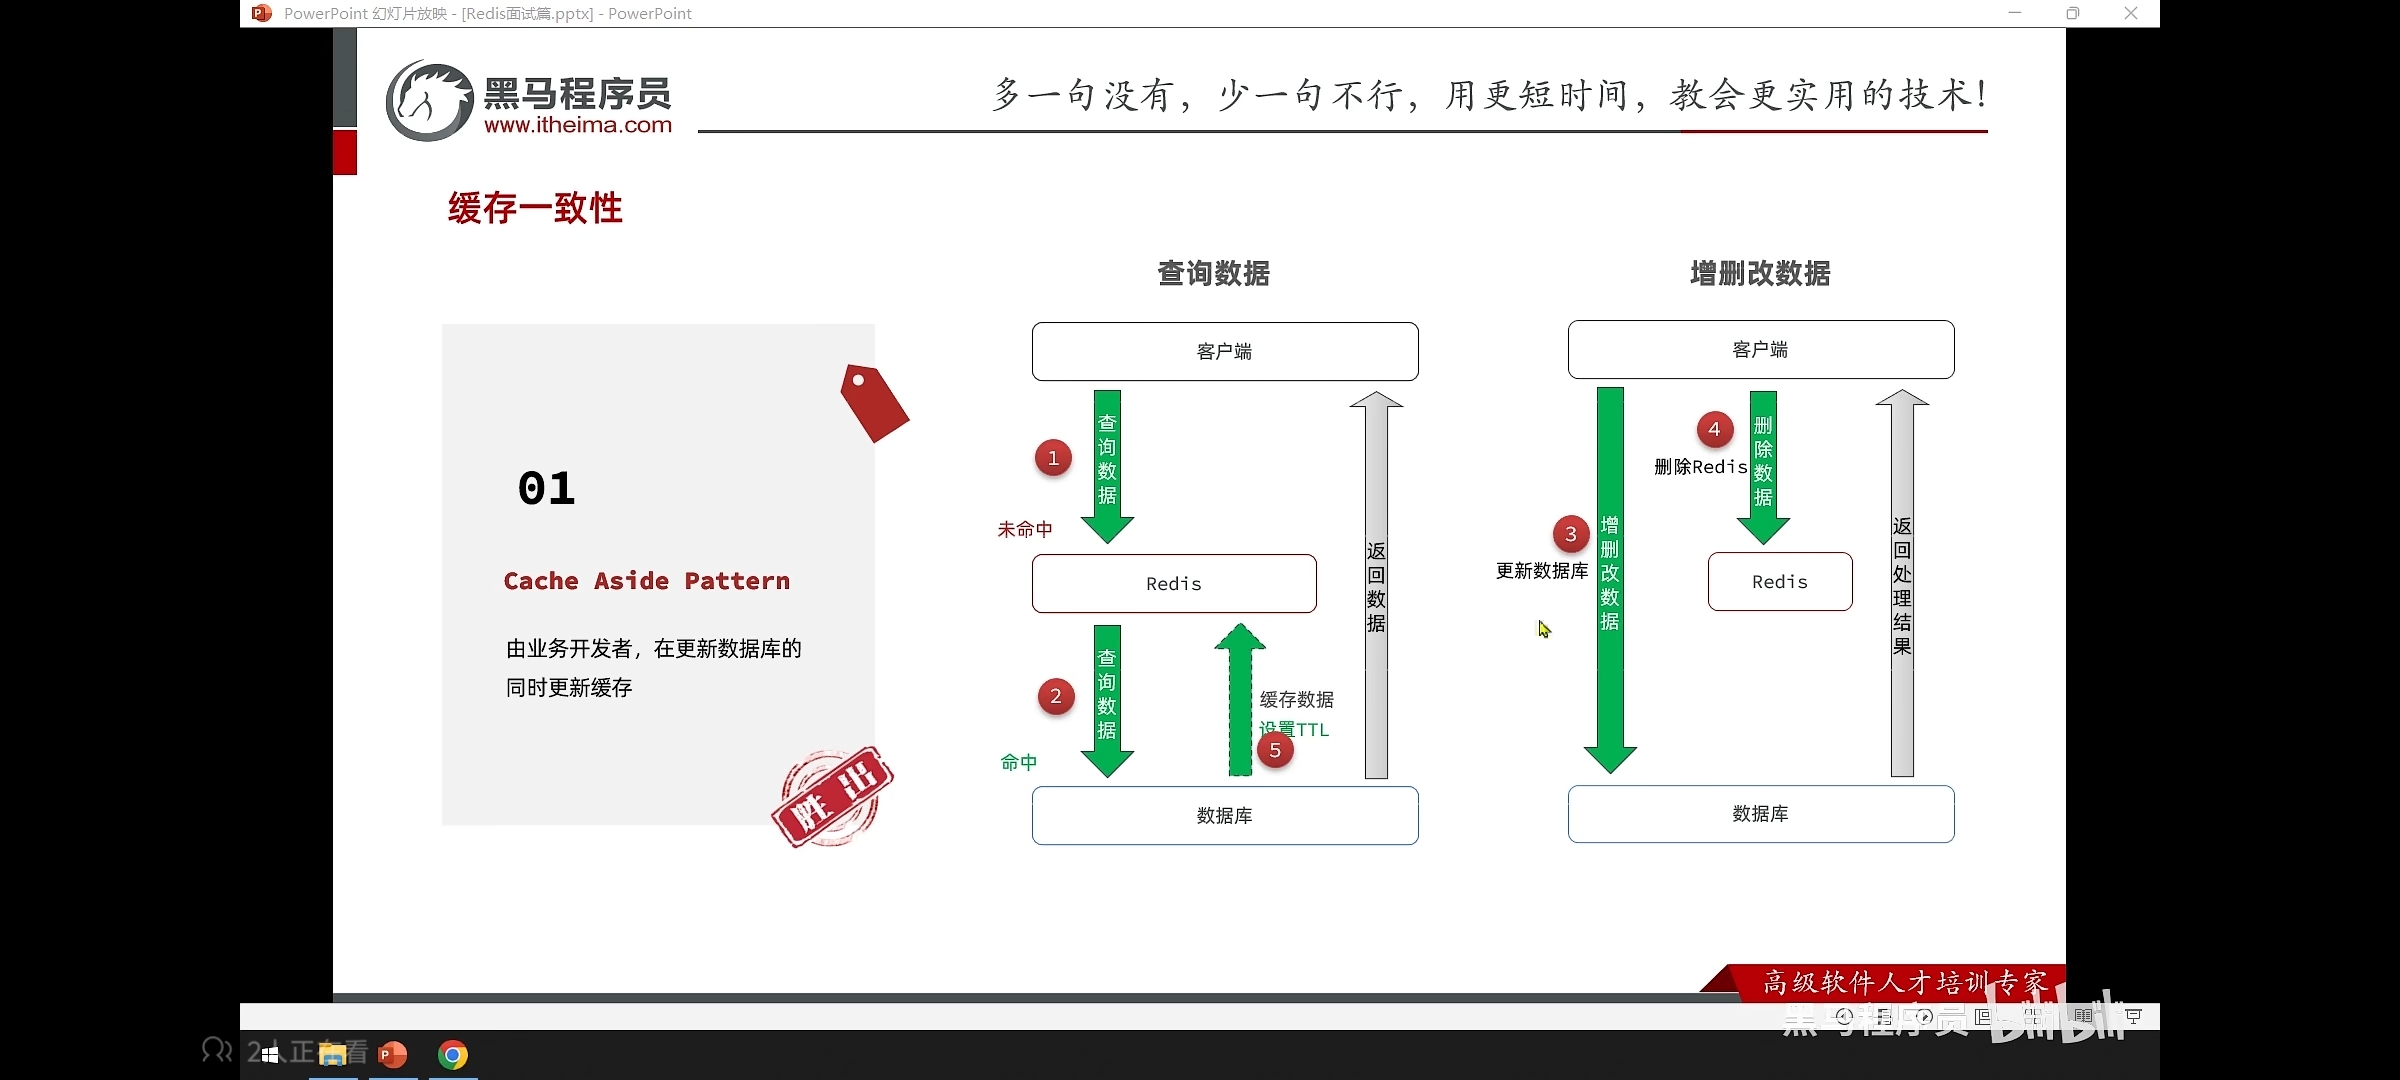 PowerPoint 幻灯片放映 - [Redis面试篇.pptx] - PowerPoint
黑马程序员
www.itheima.com
多一句没有，少一句不行，用更短时间，教会更实用的技术！
缓存一致性
01
Cache Aside Pattern
由业务开发者，在更新数据库的
同时更新缓存
胜出
查询数据
客户端
1
查询数据
未命中
Redis
2
查询数据
命中
缓存数据
设置TTL
5
返回数据
数据库
增删改数据
客户端
3
更新数据库
增删改数据
4
删除Redis
删除数据
Redis
返回处理结果
数据库
高级软件人才培训专家
黑马程序员 bilibili
2人正在看